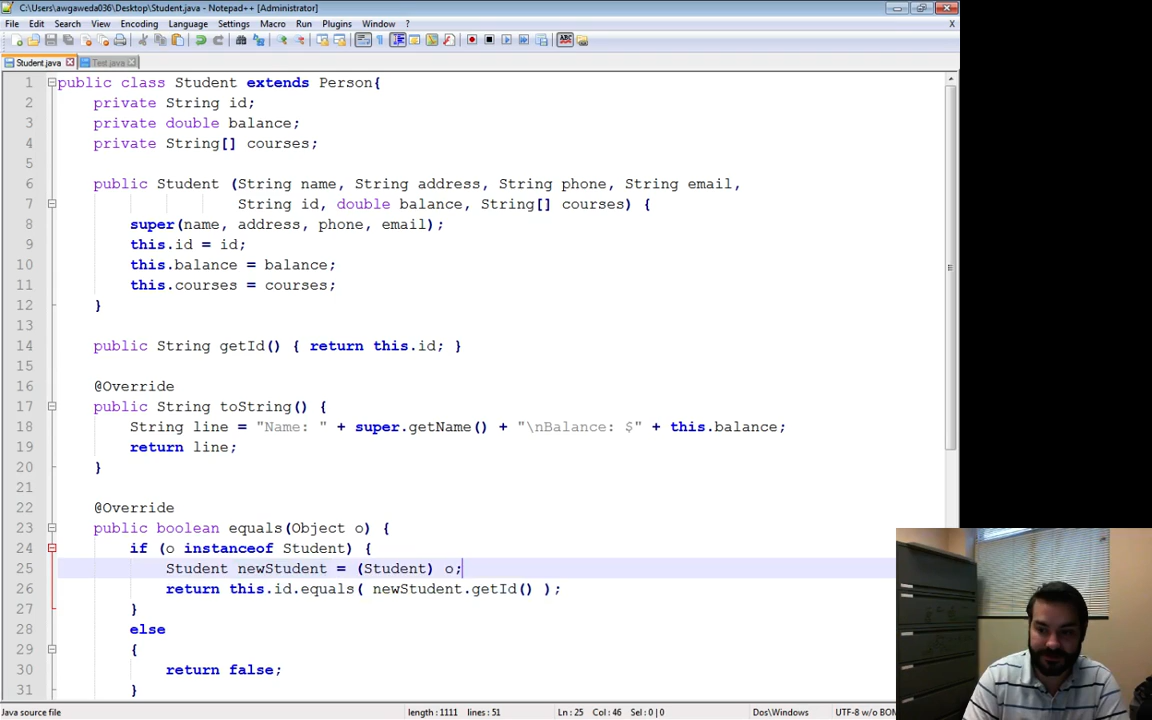 C:\Users\awgaweda036\Desktop\Student.java - Notepad++ [Administrator]
File Edit Search View Encoding Language Settings Macro Run Plugins Window ? X
Student.java Test.java
1 public class Student extends Person{
2 private String id;
3 private double balance;
4 private String[] courses;
5
6 public Student (String name, String address, String phone, String email,
7 String id, double balance, String[] courses) {
8 super(name, address, phone, email);
9 this.id = id;
10 this.balance = balance;
11 this.courses = courses;
12 }
13
14 public String getId() { return this.id; }
15
16 @Override
17 public String toString() {
18 String line = "Name: " + super.getName() + "\nBalance: $" + this.balance;
19 return line;
20 }
21
22 @Override
23 public boolean equals(Object o) {
24 if (o instanceof Student) {
25 Student newStudent = (Student) o;
26 return this.id.equals( newStudent.getId() );
27 }
28 else
29 {
30 return false;
31 }
Java source file length : 1111 lines : 51 Ln : 25 Col : 46 Sel : 0 | 0 Dos\Windows UTF-8 w/o BOM